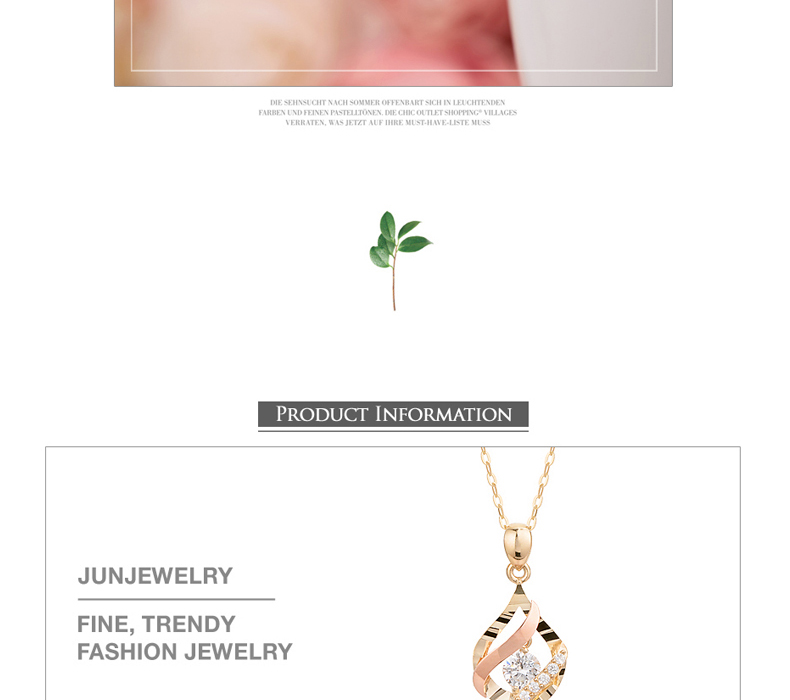 DIE SEHNSUCHT NACH SOMMER OFFENBART SICH IN LEUCHTENDEN
FARBEN UND FEINEN PASTELLTÖNEN. DIE CHIC OUTLET SHOPPING® VILLAGES
VERRATEN, WAS JETZT AUF IHRE MUST-HAVE-LISTE MUSS
PRODUCT INFORMATION
JUNJEWELRY
FINE, TRENDY
FASHION JEWELRY